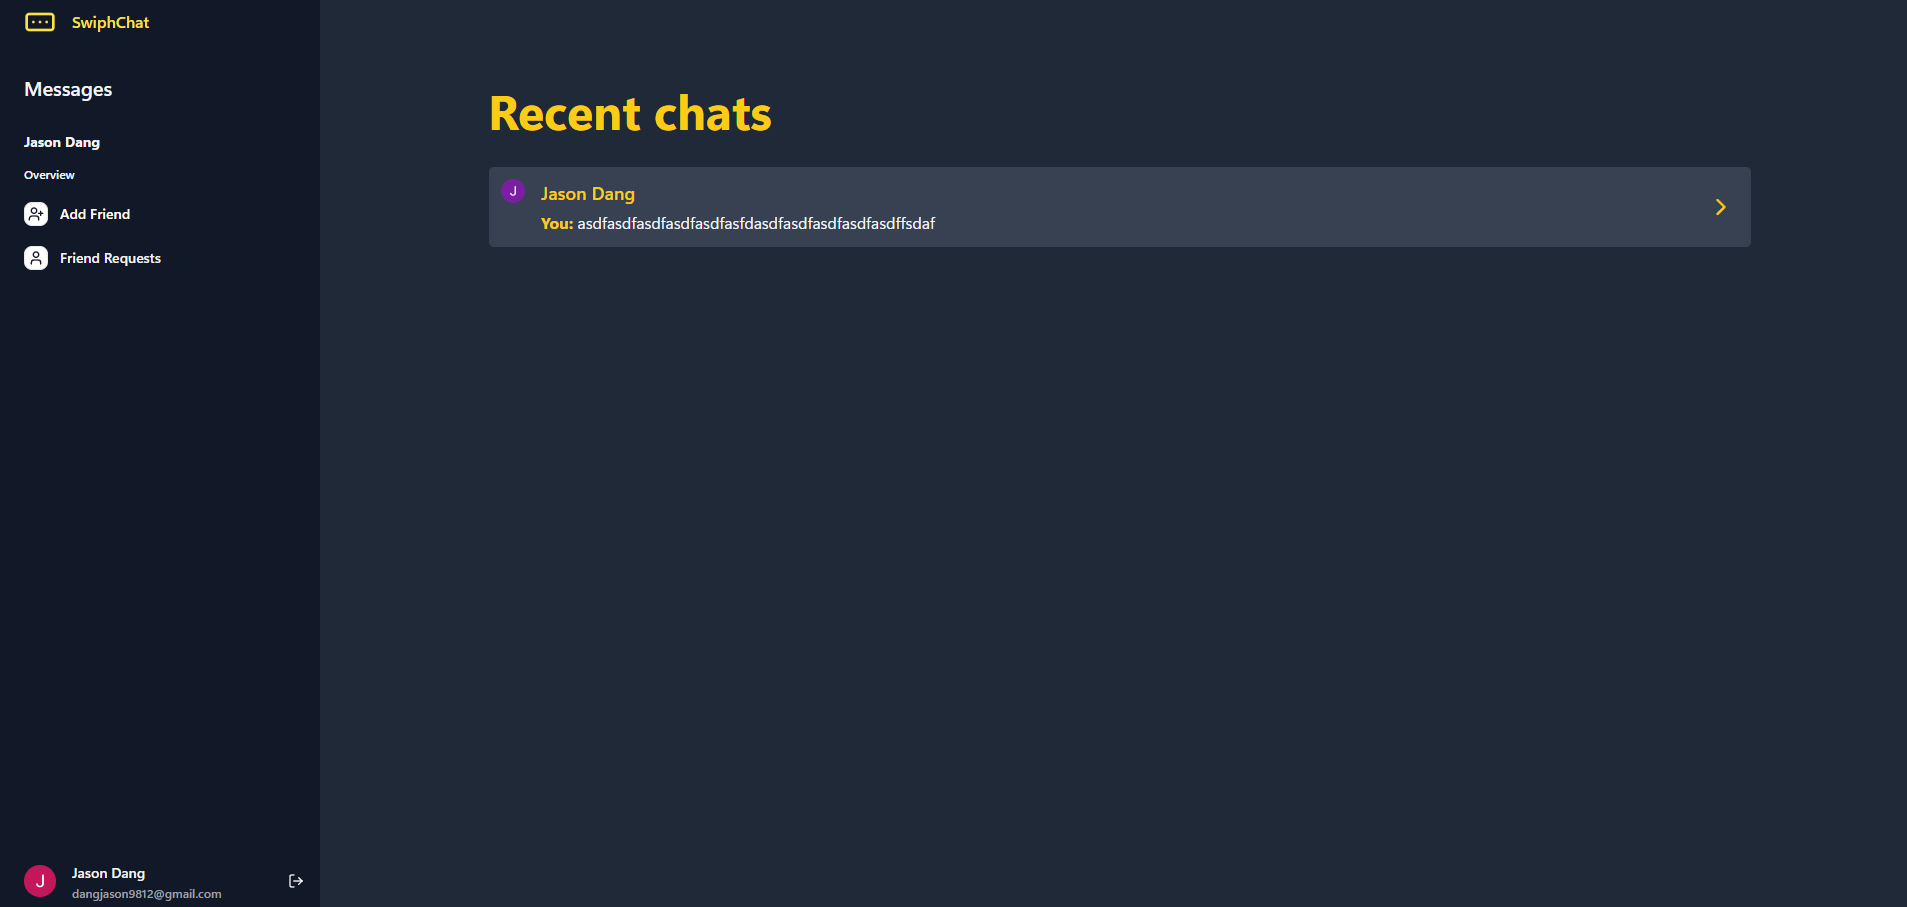 SwiphChat
Messages
Jason Dang
Overview
Add Friend
Friend Requests
Recent chats
J
Jason Dang
You: asdfasdfasdfasdfasdfasfdasdfasdfasdfasdfasdffsdaf
J
Jason Dang
dangjason9812@gmail.com